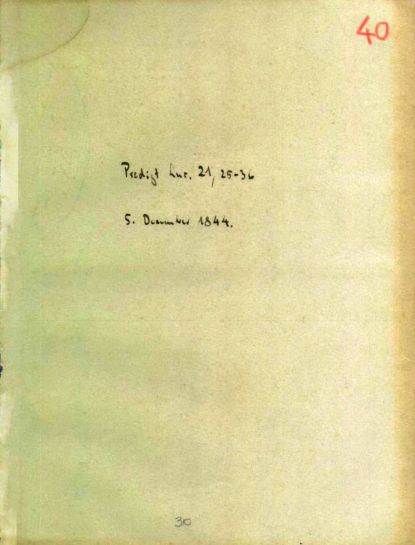 40
Predigt Luc. 21, 25-36
5. December 1844.
30